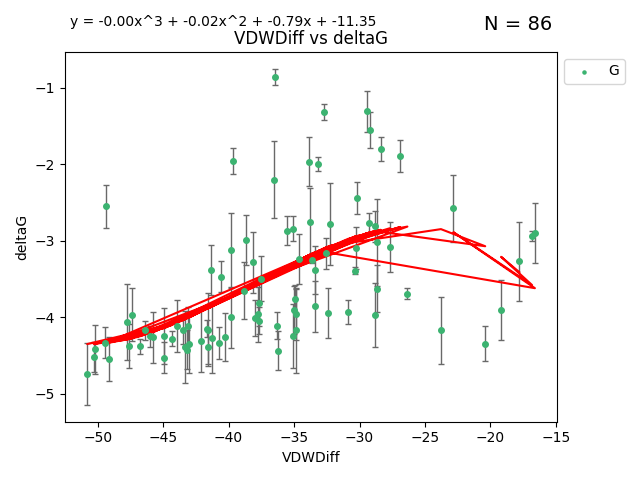 y = -0.00x^3 + -0.02x^2 + -0.79x + -11.35
N = 86
VDWDiff vs deltaG
G
deltaG
−1
−2
−3
−4
−5
−50
−45
−40
−35
−30
−25
−20
−15
VDWDiff